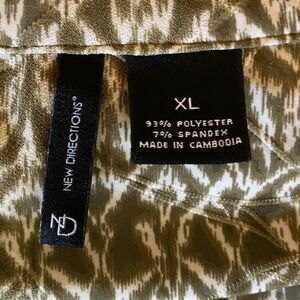 NEW DIRECTIONS®
ND
XL
93% POLYESTER
7% SPANDEX
MADE IN CAMBODIA